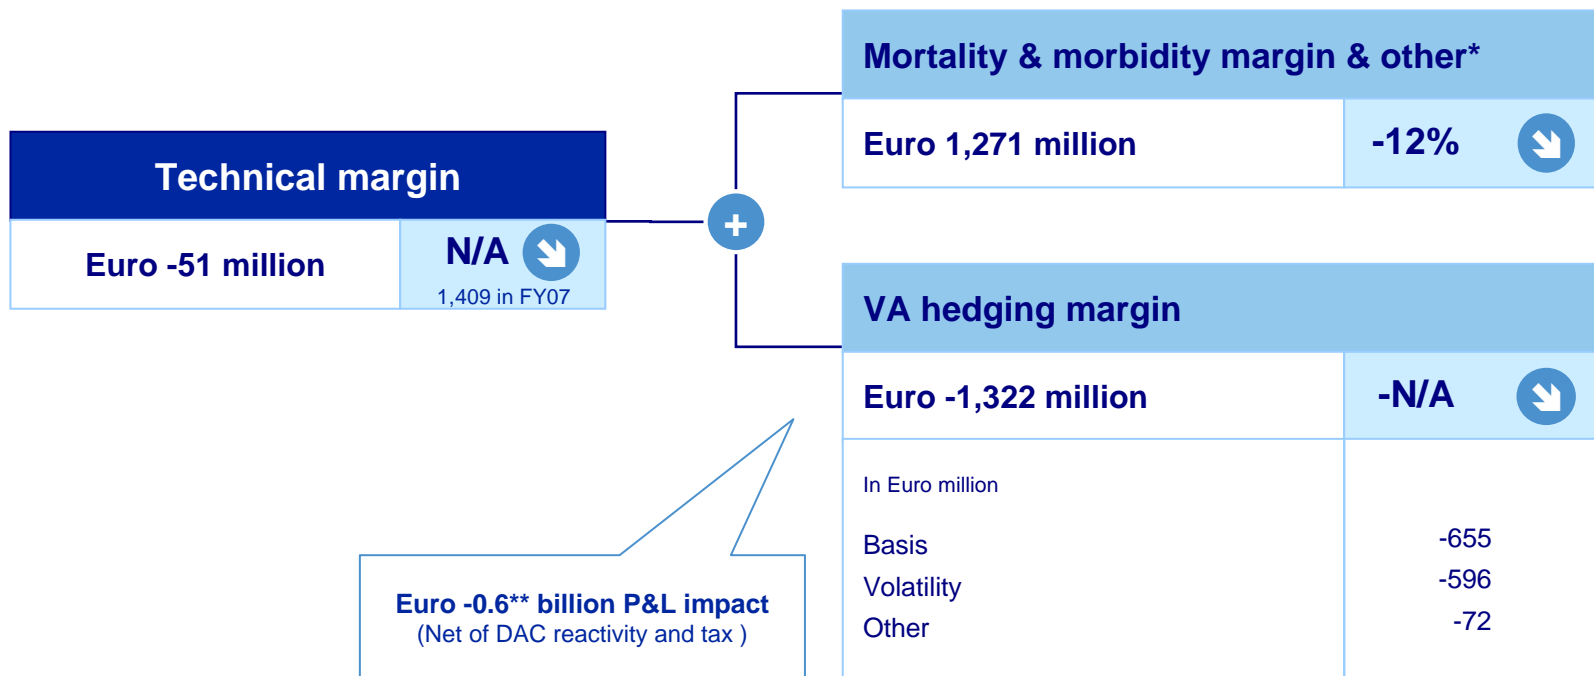 Technical margin
Euro -51 million
N/A
1,409 in FY07
+
Mortality & morbidity margin & other*
Euro 1,271 million
-12%
VA hedging margin
Euro -1,322 million
-N/A
In Euro million
Basis -655
Volatility -596
Other -72
Euro -0.6** billion P&L impact
(Net of DAC reactivity and tax )